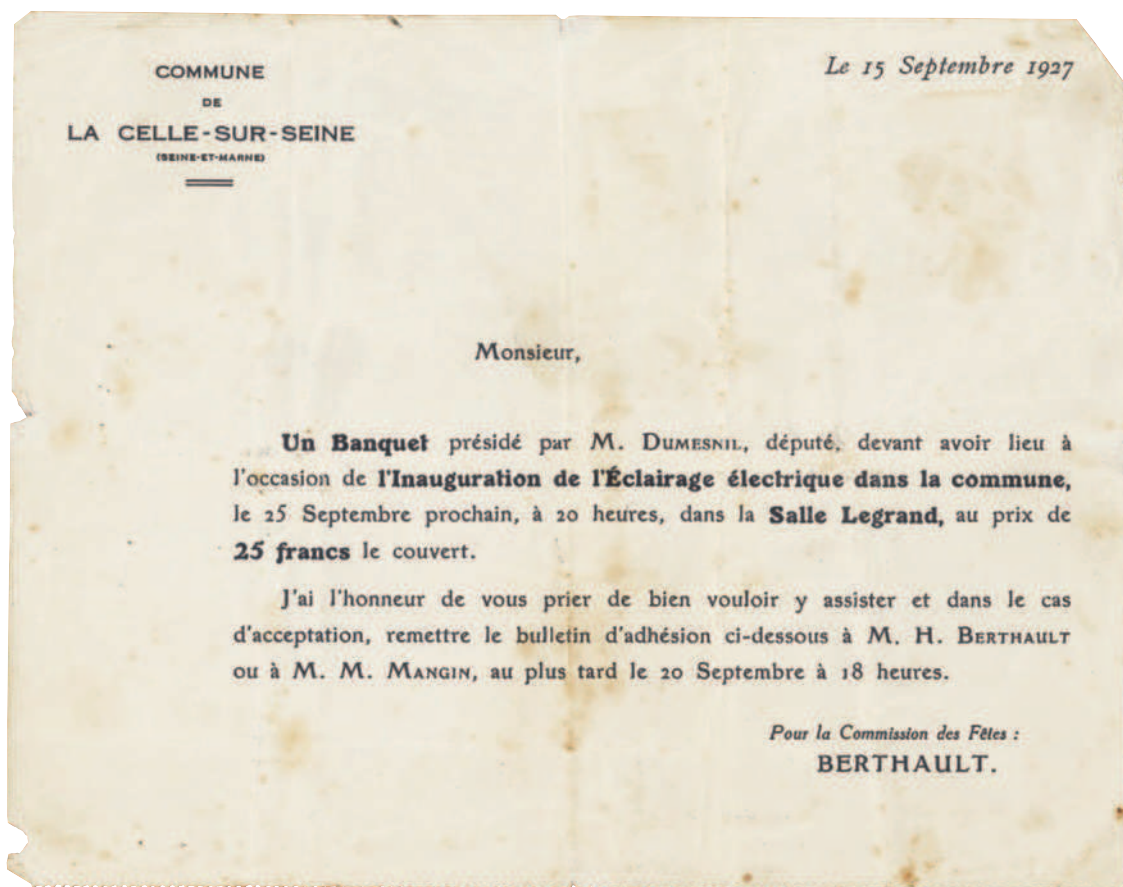 COMMUNE
DE
LA CELLE-SUR-SEINE
(SEINE-ET-MARNE)
Le 15 Septembre 1927
Monsieur,
Un Banquet présidé par M. DUMESNIL, député, devant avoir lieu à
l'occasion de l'Inauguration de l'Éclairage électrique dans la commune,
le 25 Septembre prochain, à 20 heures, dans la Salle Legrand, au prix de
25 francs le couvert.
J'ai l'honneur de vous prier de bien vouloir y assister et dans le cas
d'acceptation, remettre le bulletin d'adhésion ci-dessous à M. H. BERTHAULT
ou à M. M. MANGIN, au plus tard le 20 Septembre à 18 heures.
Pour la Commission des Fêtes :
BERTHAULT.